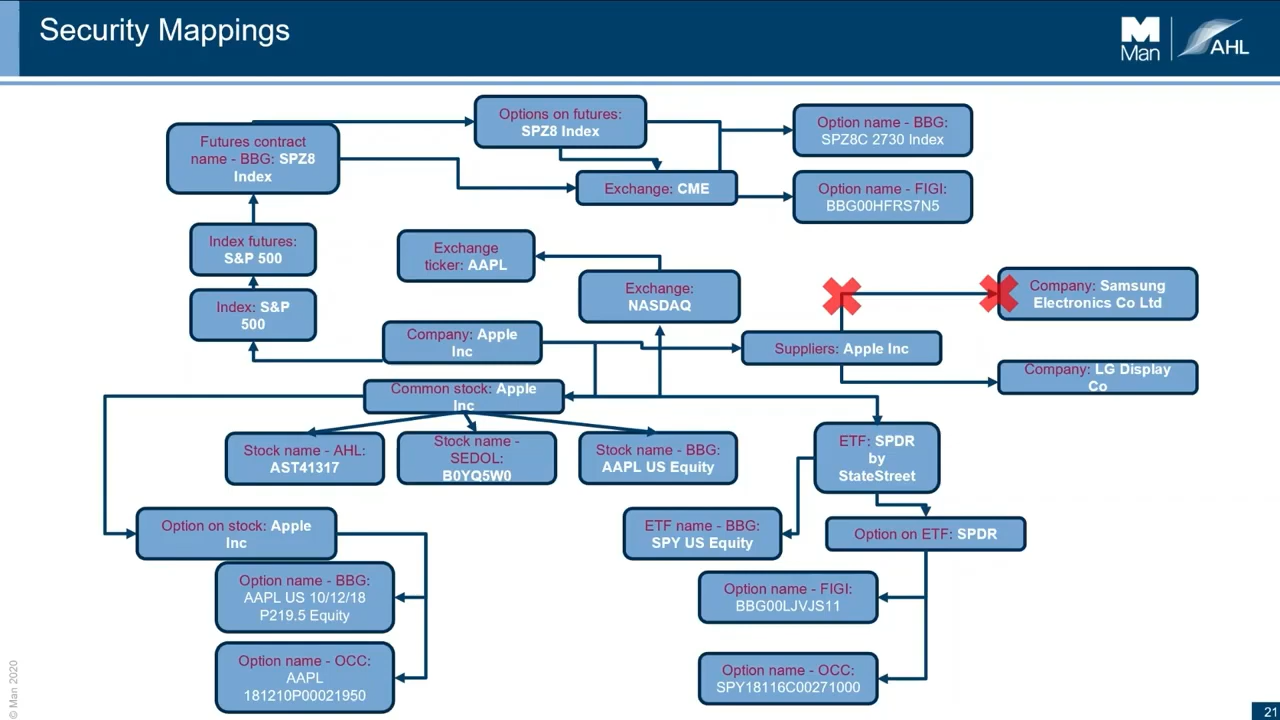 Security Mappings
Man
AHL
Options on futures:
SPZ8 Index
Option name - BBG:
SPZ8C 2730 Index
Futures contract
name - BBG: SPZ8
Index
Exchange: CME
Option name - FIGI:
BBG00HFRS7N5
Index futures:
S&P 500
Exchange
ticker: AAPL
Exchange:
NASDAQ
Company: Samsung
Electronics Co Ltd
Index: S&P
500
Company: Apple
Inc
Suppliers: Apple Inc
Company: LG Display
Co
Common stock: Apple
Inc
Stock name - AHL:
AST41317
Stock name -
SEDOL:
B0YQ5W0
Stock name - BBG:
AAPL US Equity
ETF: SPDR
by
StateStreet
Option on stock: Apple
Inc
ETF name - BBG:
SPY US Equity
Option on ETF: SPDR
Option name - BBG:
AAPL US 10/12/18
P219.5 Equity
Option name - FIGI:
BBG00LJVJS11
Option name - OCC:
AAPL
181210P00021950
Option name - OCC:
SPY18116C00271000
© Man 2020
21